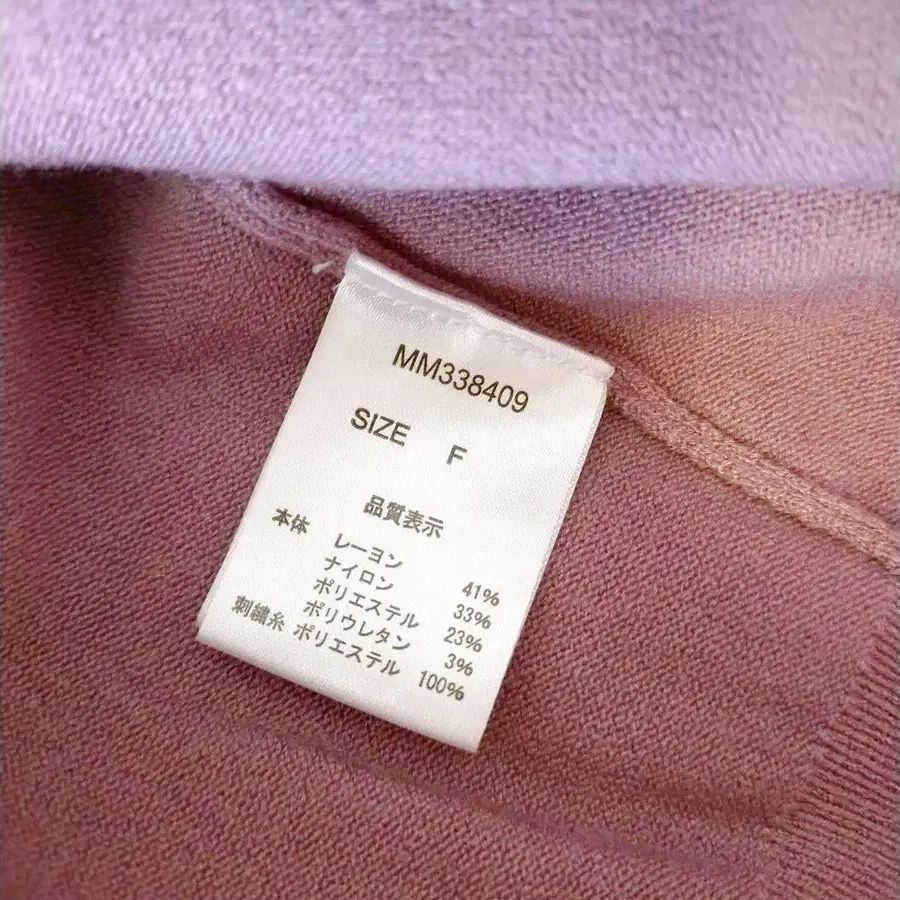 MM338409
SIZE F
品質表示
本体 レーヨン 41%
ナイロン 33%
ポリエステル 23%
ポリウレタン 3%
刺繍糸 ポリエステル 100%